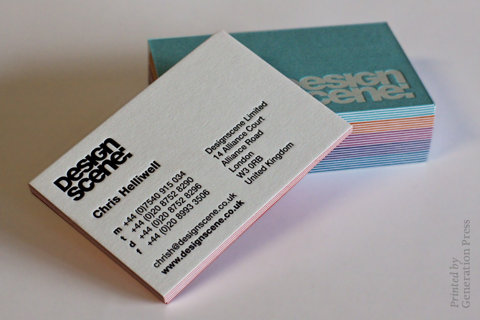 DESIGN
SCENE:
Chris Helliwell
m +44 (0)7540 915 034
t +44 (0)20 8752 8290
d +44 (0)20 8752 8296
f +44 (0)20 8993 3506
chrish@designscene.co.uk
www.designscene.co.uk
Designscene Limited
14 Alliance Court
Alliance Road
London
W3 0RB
United Kingdom
DESIGN
SCENE:
Printed by
Generation Press